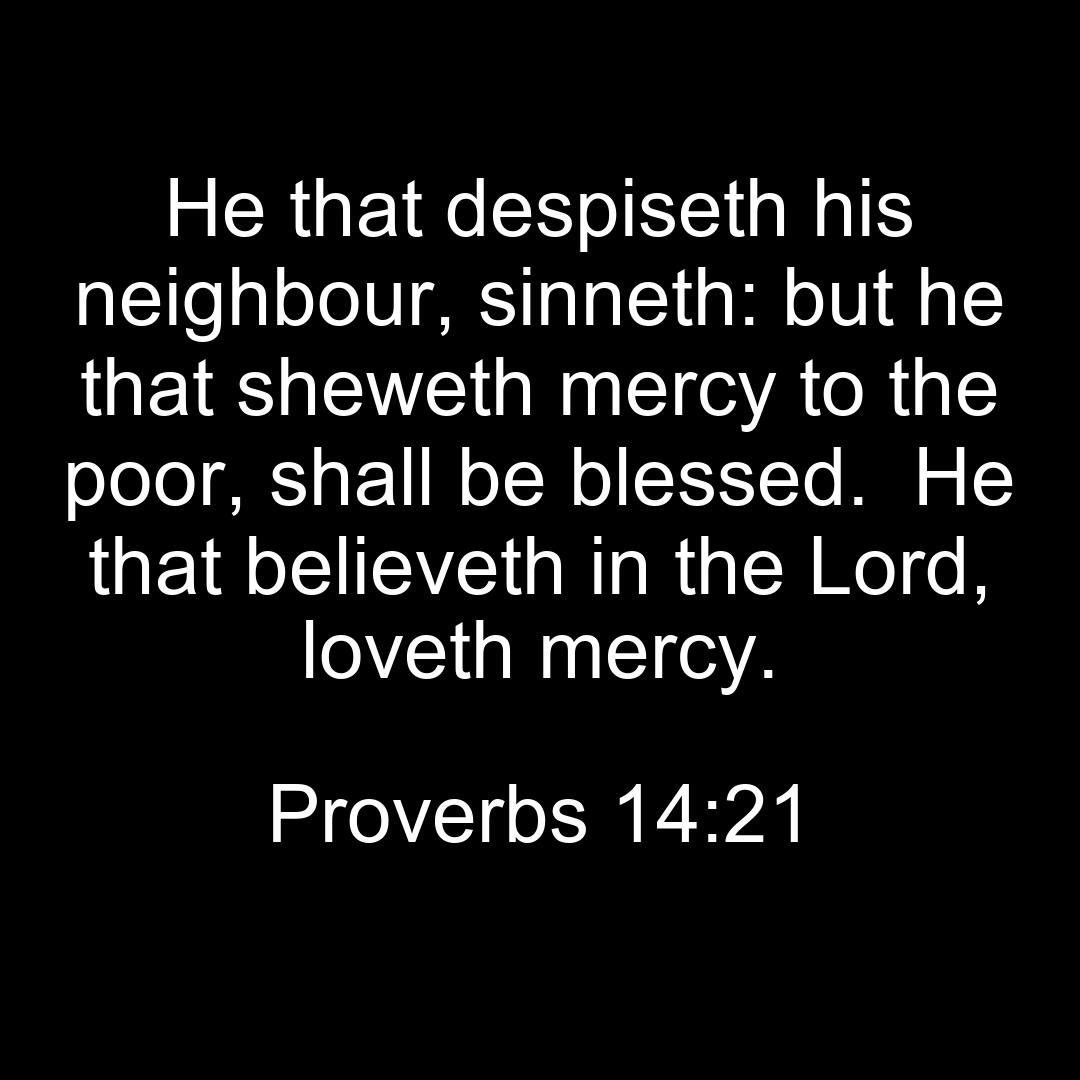 He that despiseth his
neighbour, sinneth: but he
that sheweth mercy to the
poor, shall be blessed.  He
that believeth in the Lord,
loveth mercy.
Proverbs 14:21